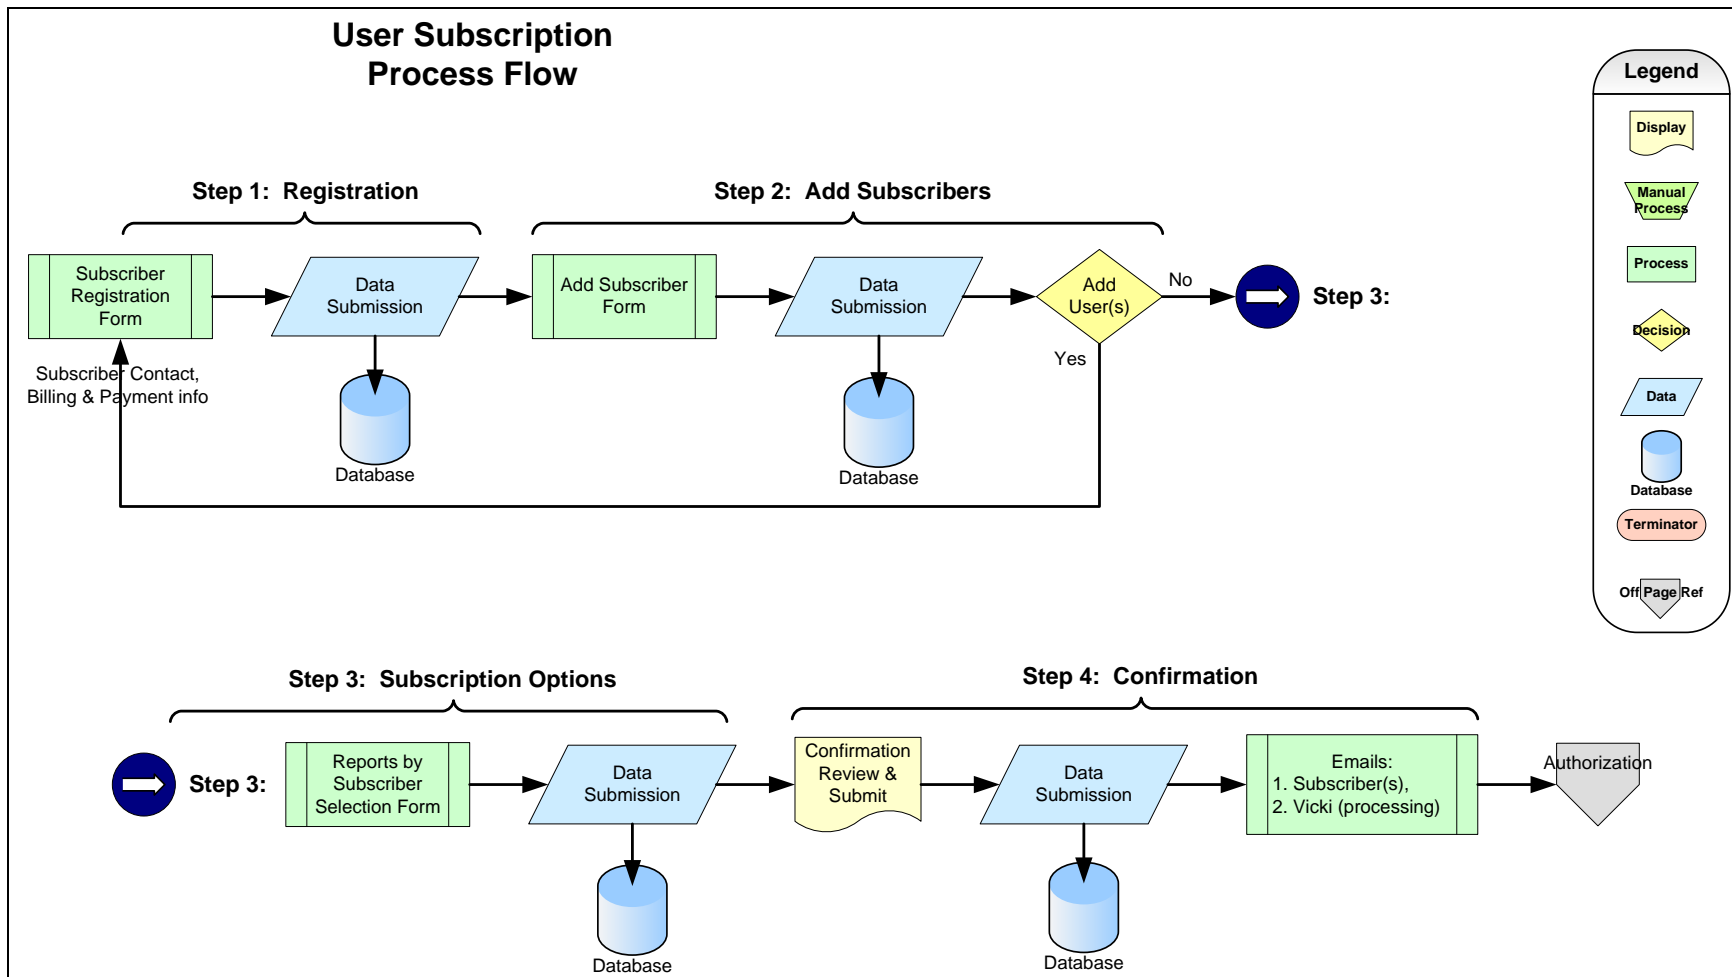 User Subscription
Process Flow
Legend
Display
Manual
Process
Process
Decision
Data
Database
Terminator
Off Page Ref
Step 1:  Registration
Step 2:  Add Subscribers
Subscriber
Registration
Form
Data
Submission
Add Subscriber
Form
Data
Submission
Add
User(s)
No
Step 3:
Yes
Subscriber Contact,
Billing & Payment info
Database
Database
Step 3:  Subscription Options
Step 4:  Confirmation
Step 3:
Reports by
Subscriber
Selection Form
Data
Submission
Confirmation
Review &
Submit
Data
Submission
Emails:
1. Subscriber(s),
2. Vicki (processing)
Authorization
Database
Database